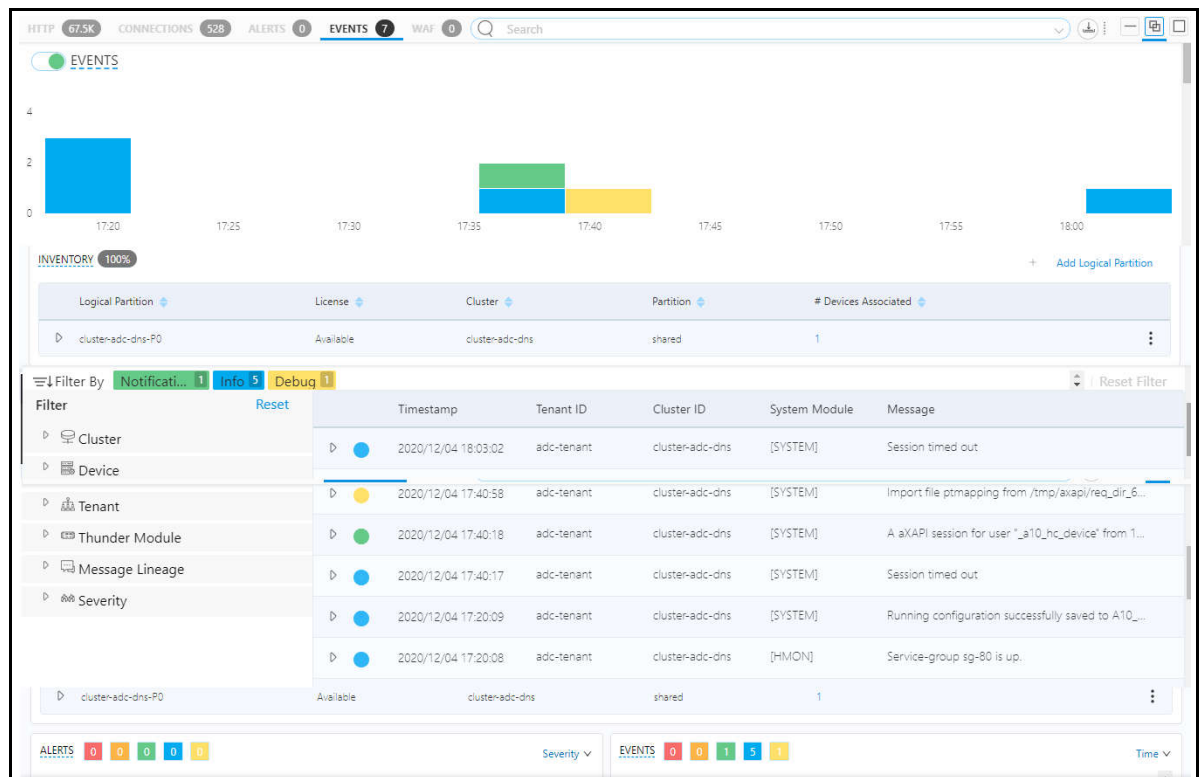 HTTP 67.5K CONNECTIONS 528 ALERTS 0 EVENTS 7 WAF 0 Search
EVENTS
4
2
0
17:20 17:25 17:30 17:35 17:40 17:45 17:50 17:55 18:00
INVENTORY 100% + Add Logical Partition
Logical Partition License Cluster Partition # Devices Associated
cluster-adc-dns-P0 Available cluster-adc-dns shared 1
Filter By Notificati... 1 Info 5 Debug 1 Reset Filter
Filter Reset
Timestamp Tenant ID Cluster ID System Module Message
Cluster
2020/12/04 18:03:02 adc-tenant cluster-adc-dns [SYSTEM] Session timed out
Device
2020/12/04 17:40:58 adc-tenant cluster-adc-dns [SYSTEM] Import file ptmapping from /tmp/axapi/req_dir_6...
Tenant
Thunder Module
2020/12/04 17:40:18 adc-tenant cluster-adc-dns [SYSTEM] A aXAPI session for user "_a10_hc_device" from 1...
Message Lineage
2020/12/04 17:40:17 adc-tenant cluster-adc-dns [SYSTEM] Session timed out
Severity
2020/12/04 17:20:09 adc-tenant cluster-adc-dns [SYSTEM] Running configuration successfully saved to A10_...
2020/12/04 17:20:08 adc-tenant cluster-adc-dns [HMON] Service-group sg-80 is up.
cluster-adc-dns-P0 Available cluster-adc-dns shared 1
ALERTS 0 0 0 0 0 Severity
EVENTS 0 0 1 5 1 Time